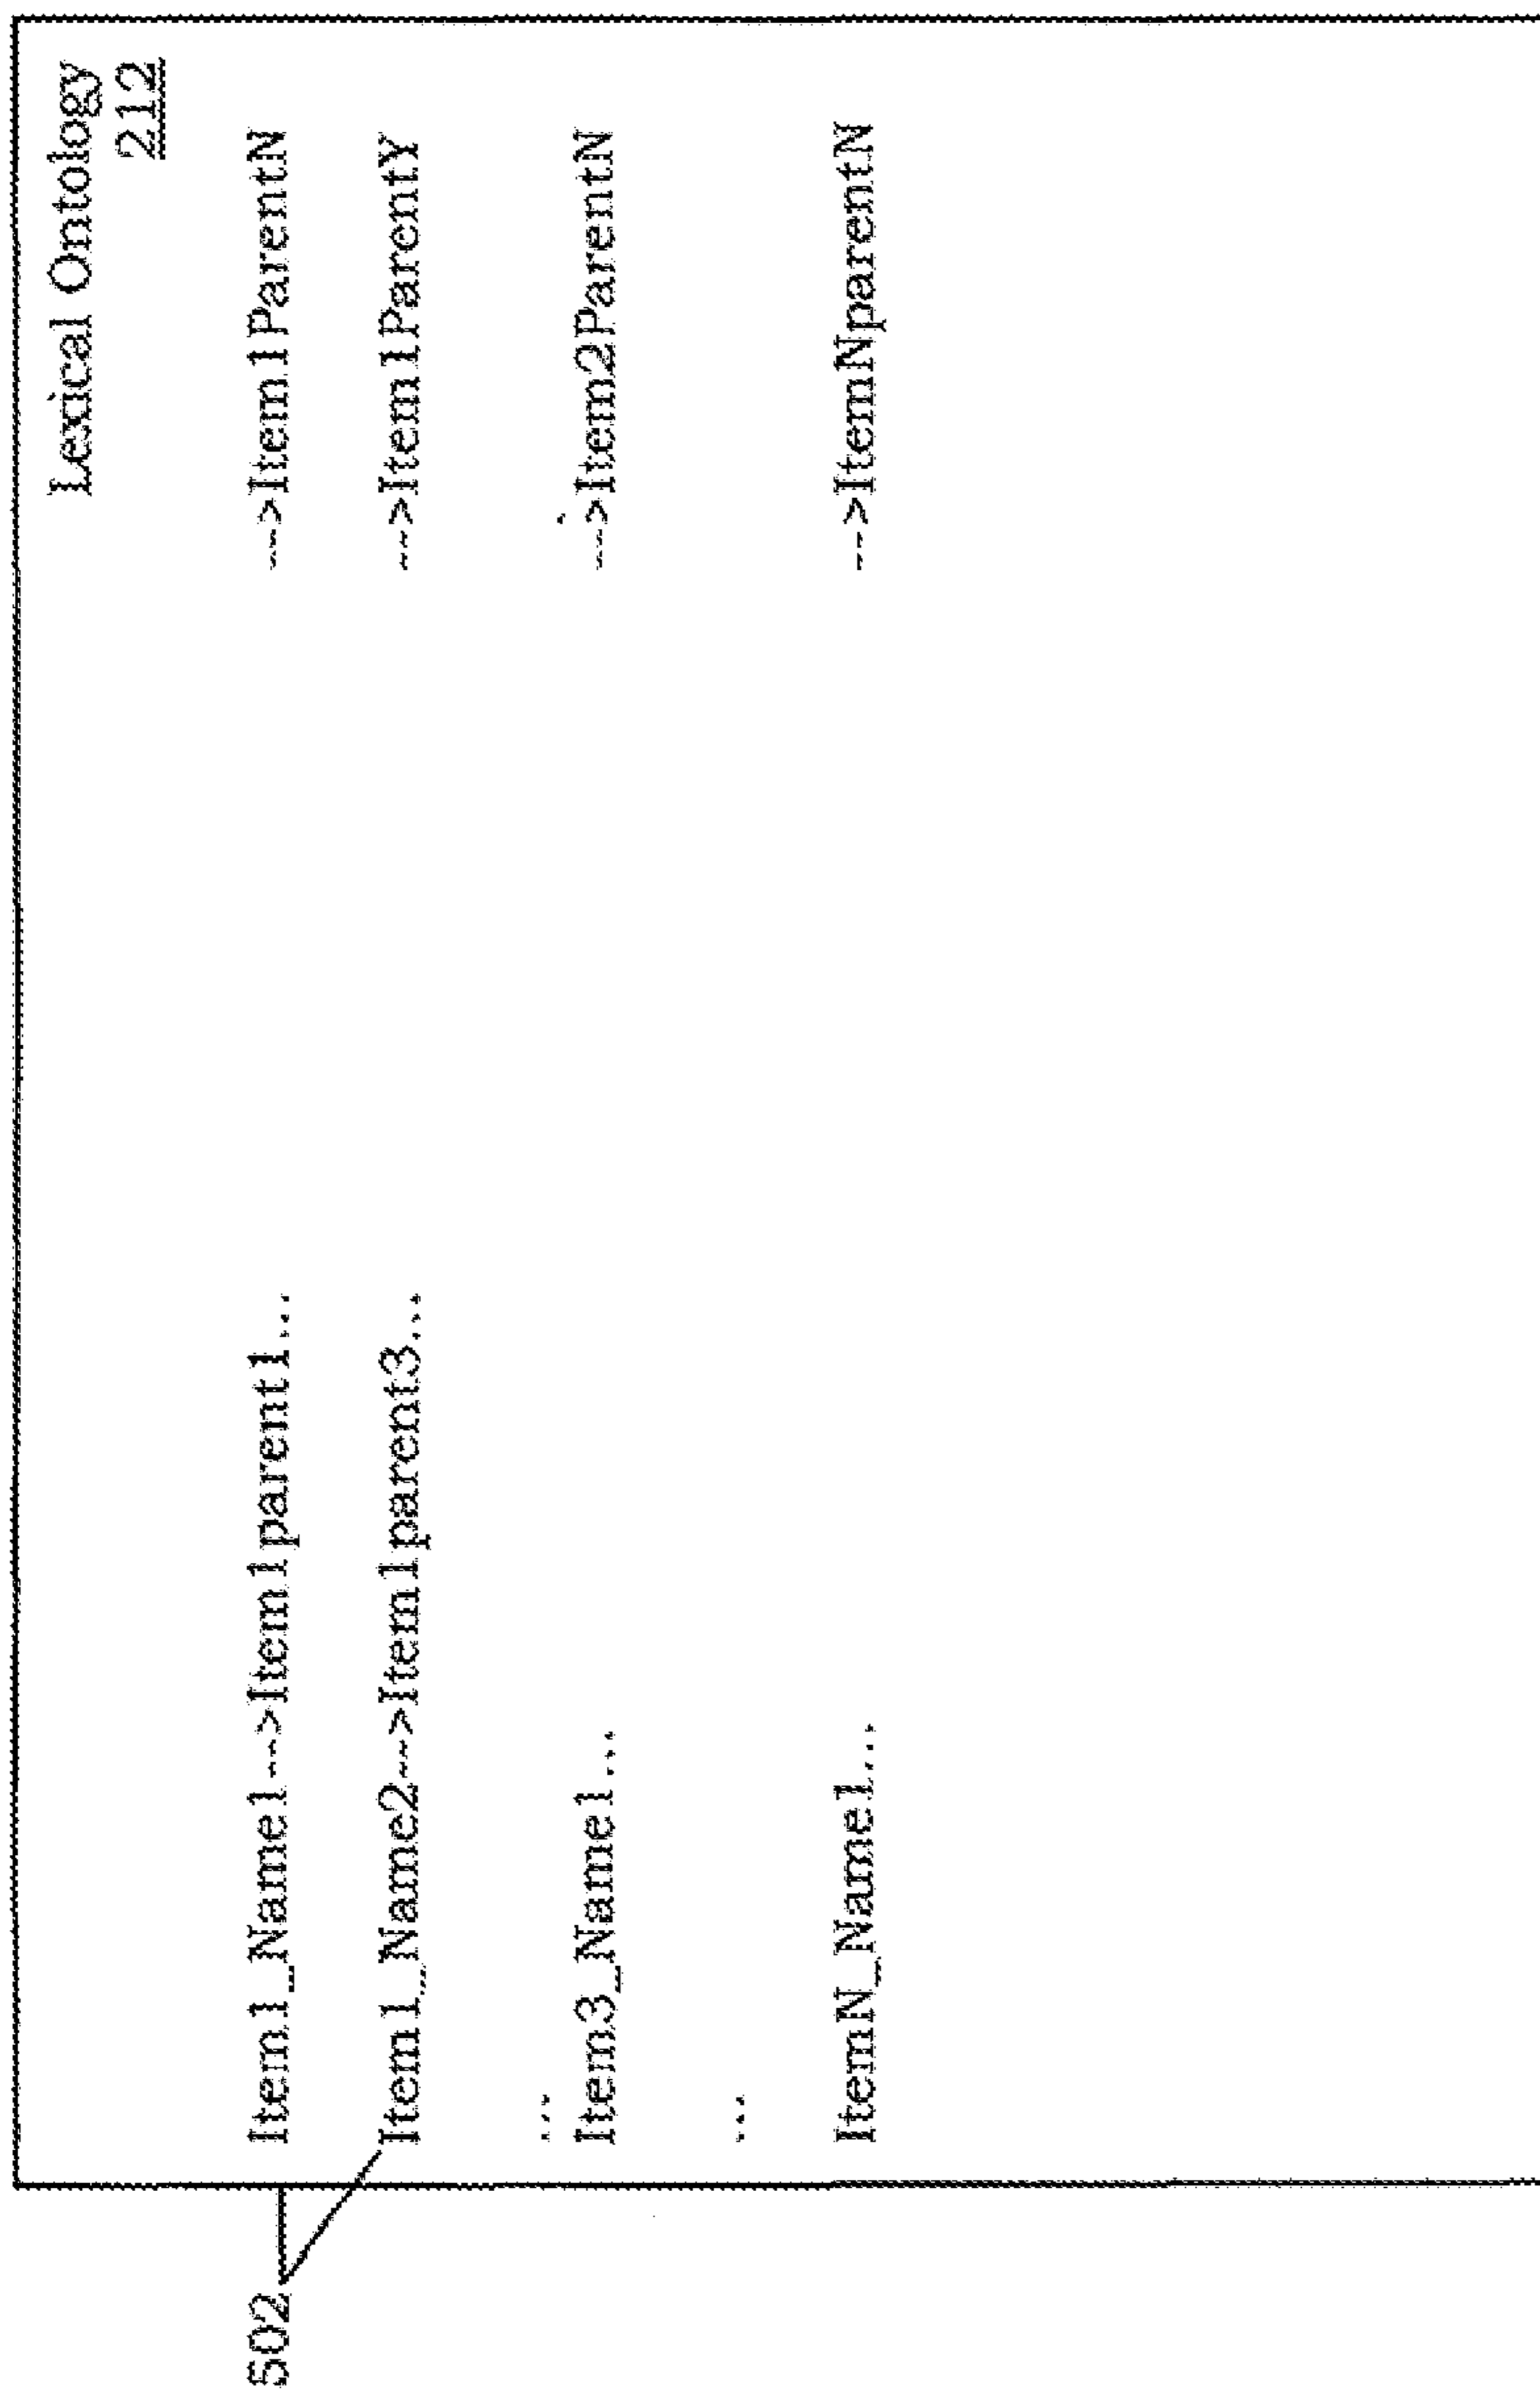 Lexical Ontology
212
502
Item1_Name1-->Item1parent1... -->Item1ParentN
Item1_Name2-->Item1parent3... -->Item1ParentY
...
Item3_Name1... -->Item2ParentN
...
ItemN_Name1... -->ItemNparentN